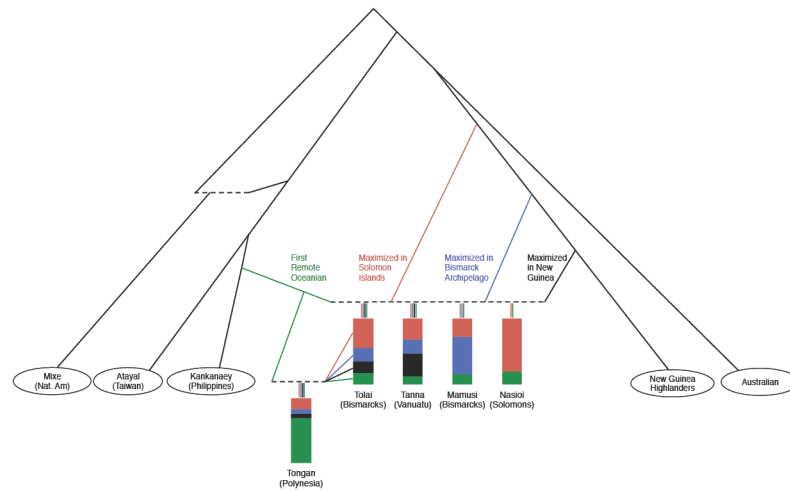 First
Remote
Oceanian
Maximized in
Solomon
islands
Maximized in
Bismarck
Archipelago
Maximized
in New
Guinea
Mixe
(Nat. Am)
Atayal
(Taiwan)
Kankanaey
(Philippines)
Tolai
(Bismarcks)
Tanna
(Vanuatu)
Mamusi
(Bismarcks)
Nasioi
(Solomons)
New Guinea
Highlanders
Australian
Tongan
(Polynesia)